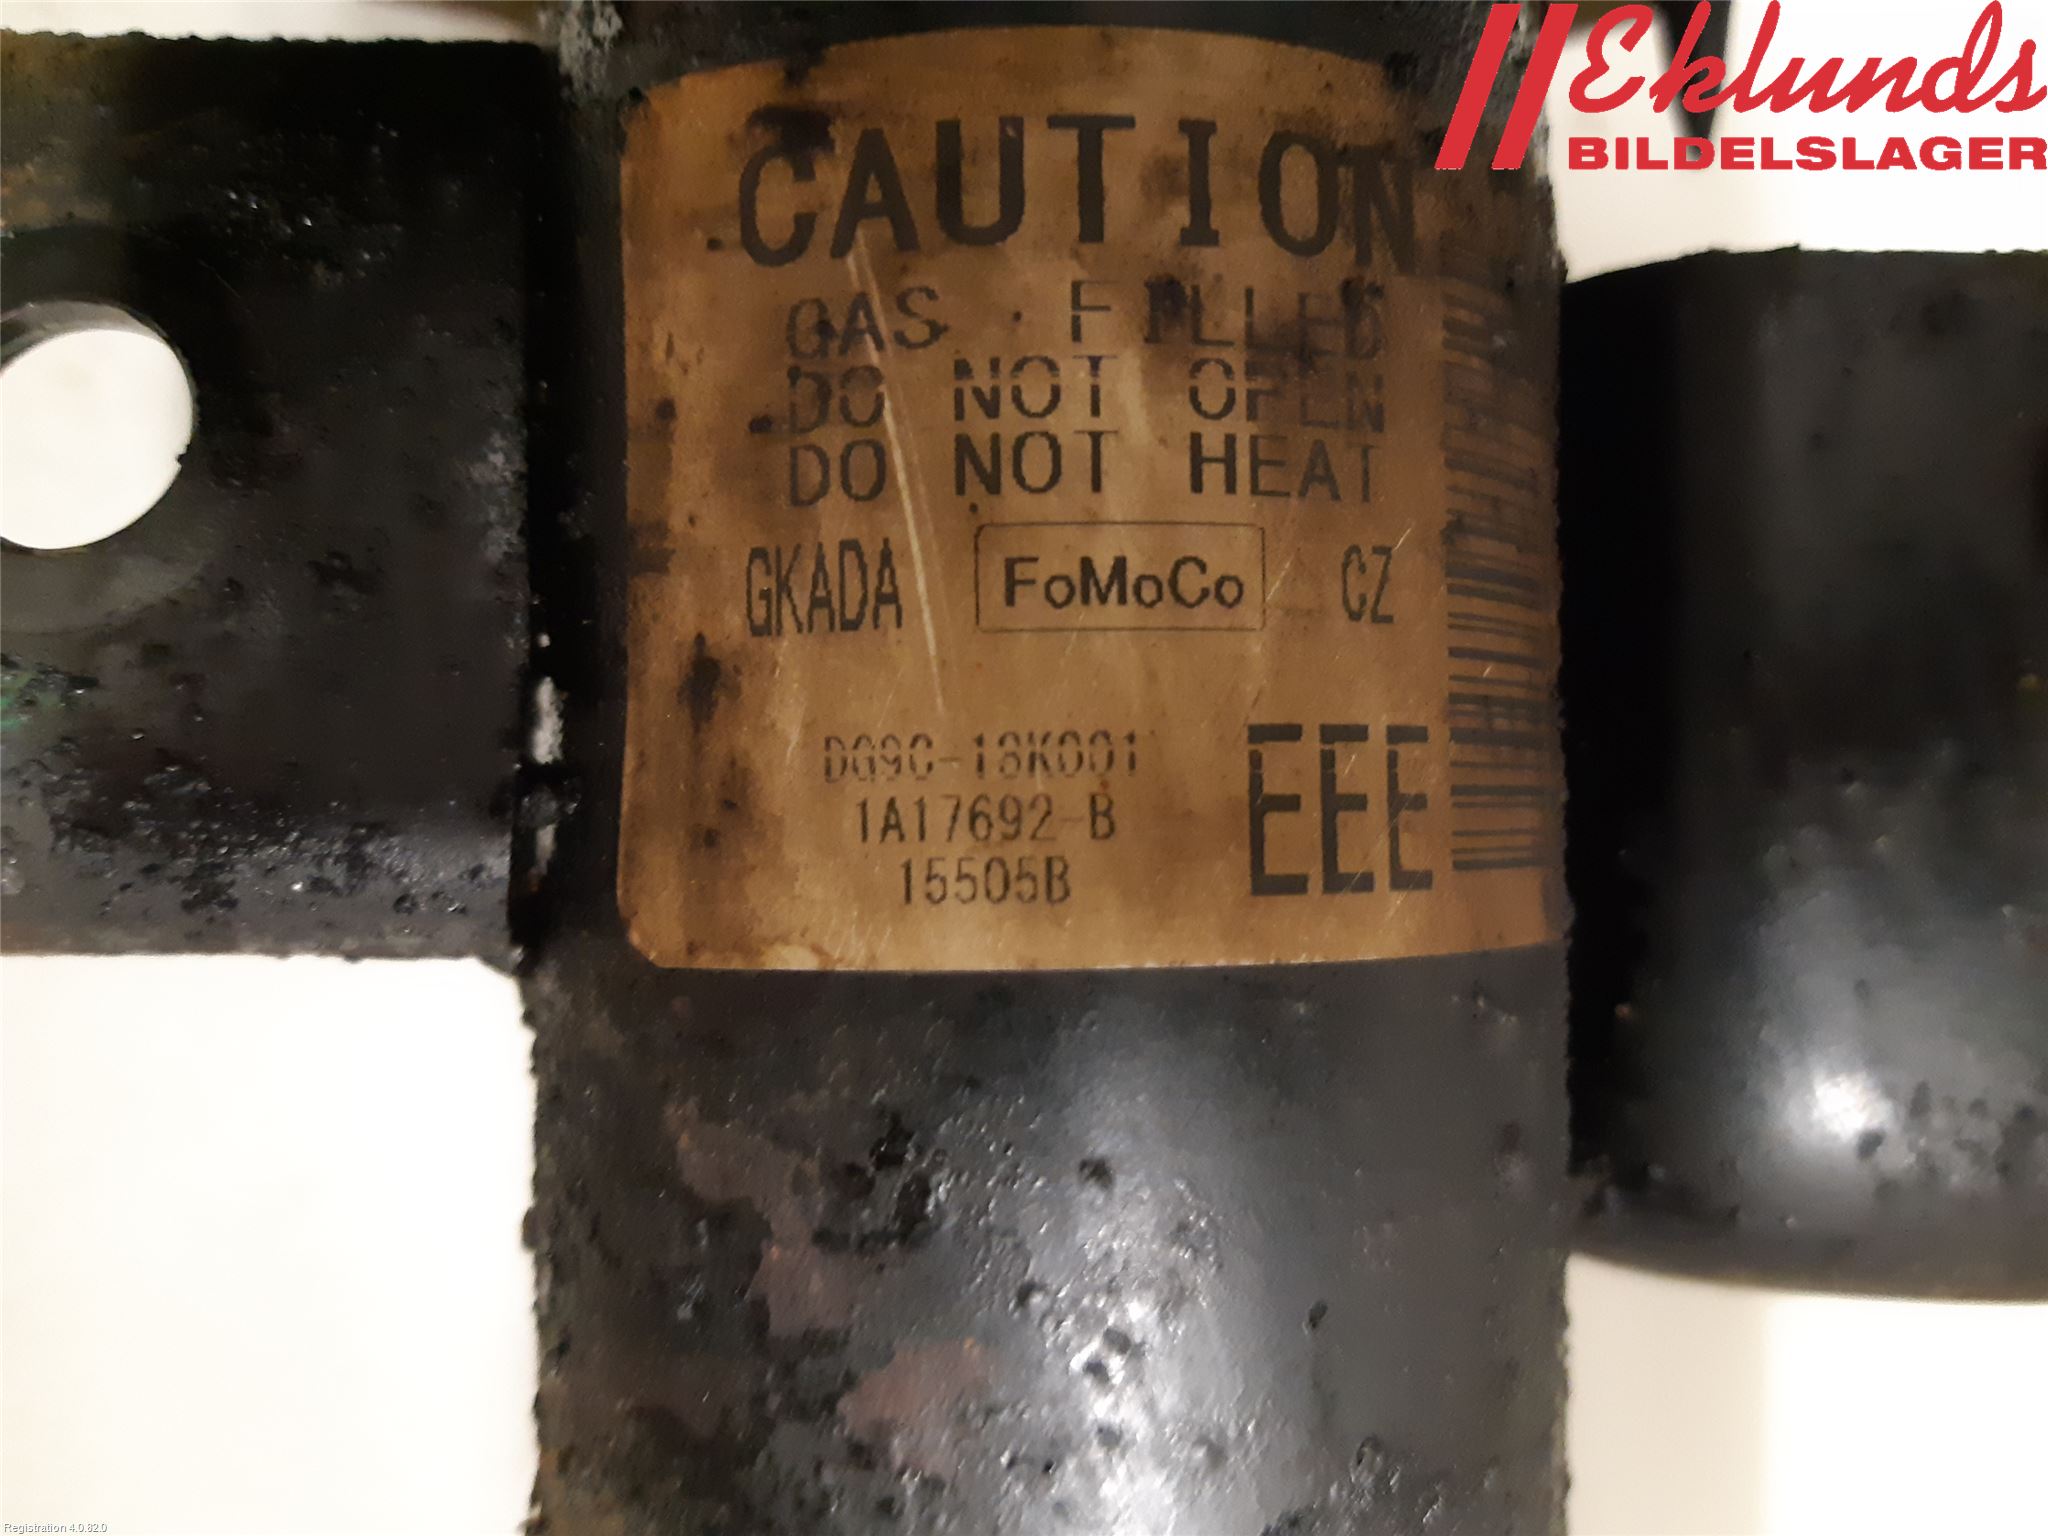 Eklunds
BILDELSLAGER
CAUTION
GAS FILLED
DO NOT OPEN
DO NOT HEAT
GKADA FoMoCo CZ
DG9C-18K001
1A17692-B
15505B
EEE
Registration 4.0.82.0